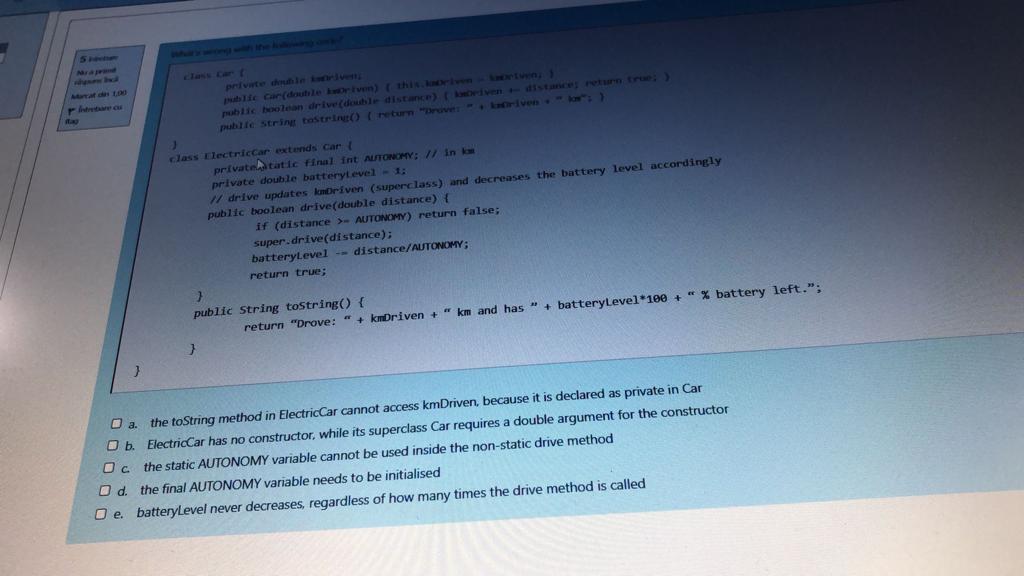 5 Întrebare
Nu a primit
răspuns încă
Marcat din 1,00
Întrebare cu
flag
What's wrong with the following code?
class Car {
private double kmDriven;
public Car(double kmDriven) { this.kmDriven = kmDriven; }
public boolean drive(double distance) { kmDriven += distance; return true; }
public String toString() { return "Drove: " + kmDriven + " km"; }
}
class ElectricCar extends Car {
private static final int AUTONOMY; // in km
private double batteryLevel = 1;
// drive updates kmDriven (superclass) and decreases the battery level accordingly
public boolean drive(double distance) {
if (distance >= AUTONOMY) return false;
super.drive(distance);
batteryLevel -= distance/AUTONOMY;
return true;
}
public String toString() {
return “Drove: “ + kmDriven + “ km and has ” + batteryLevel*100 + “ % battery left.”;
}
}
a. the toString method in ElectricCar cannot access kmDriven, because it is declared as private in Car
b. ElectricCar has no constructor, while its superclass Car requires a double argument for the constructor
c. the static AUTONOMY variable cannot be used inside the non-static drive method
d. the final AUTONOMY variable needs to be initialised
e. batteryLevel never decreases, regardless of how many times the drive method is called